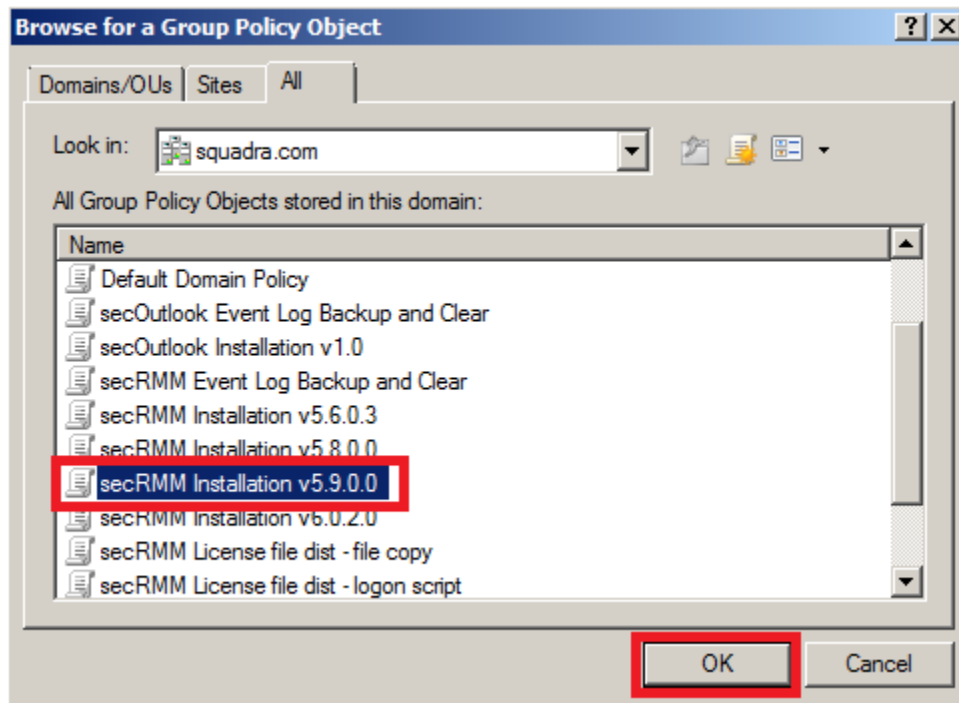 Browse for a Group Policy Object
Domains/OUs Sites All
Look in: squadra.com
All Group Policy Objects stored in this domain:
Name
Default Domain Policy
secOutlook Event Log Backup and Clear
secOutlook Installation v1.0
secRMM Event Log Backup and Clear
secRMM Installation v5.6.0.3
secRMM Installation v5.8.0.0
secRMM Installation v5.9.0.0
secRMM Installation v6.0.2.0
secRMM License file dist - file copy
secRMM License file dist - logon script
OK Cancel